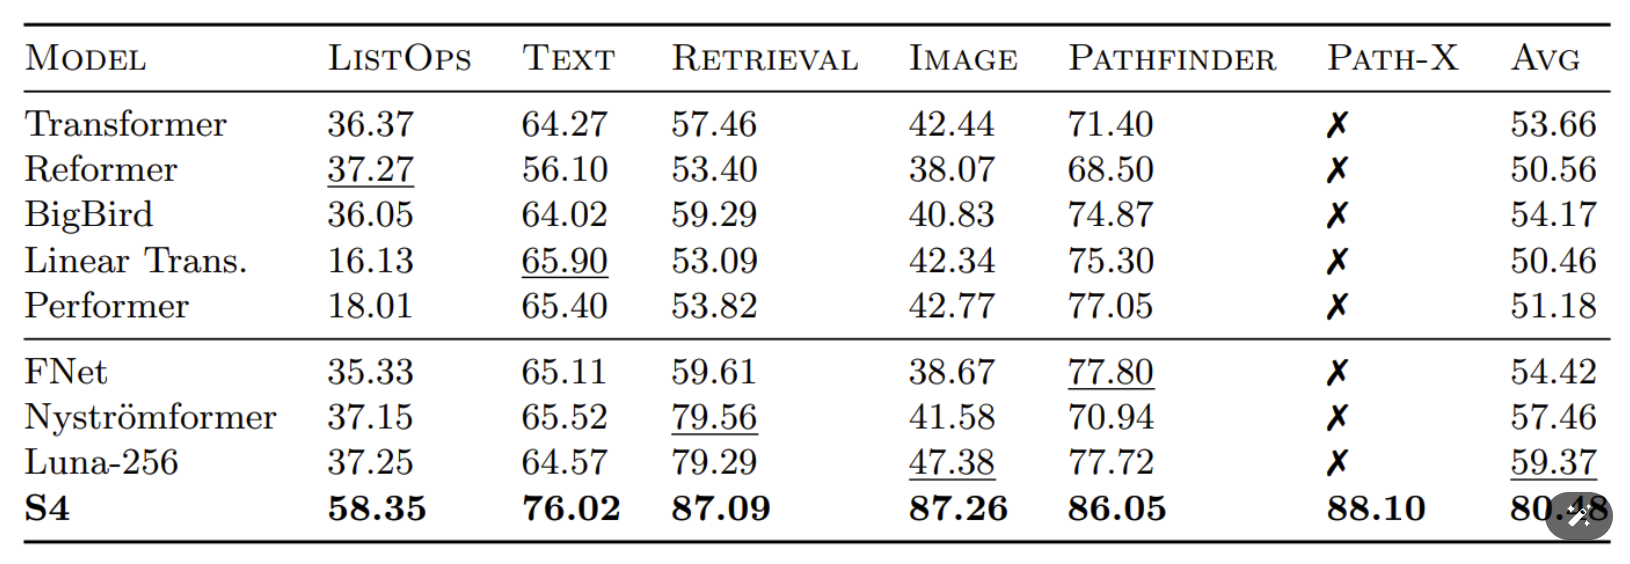 MODEL LISTOPS TEXT RETRIEVAL IMAGE PATHFINDER PATH-X AVG
Transformer 36.37 64.27 57.46 42.44 71.40 ✗ 53.66
Reformer 37.27 56.10 53.40 38.07 68.50 ✗ 50.56
BigBird 36.05 64.02 59.29 40.83 74.87 ✗ 54.17
Linear Trans. 16.13 65.90 53.09 42.34 75.30 ✗ 50.46
Performer 18.01 65.40 53.82 42.77 77.05 ✗ 51.18
FNet 35.33 65.11 59.61 38.67 77.80 ✗ 54.42
Nyströmformer 37.15 65.52 79.56 41.58 70.94 ✗ 57.46
Luna-256 37.25 64.57 79.29 47.38 77.72 ✗ 59.37
S4 58.35 76.02 87.09 87.26 86.05 88.10 80.48